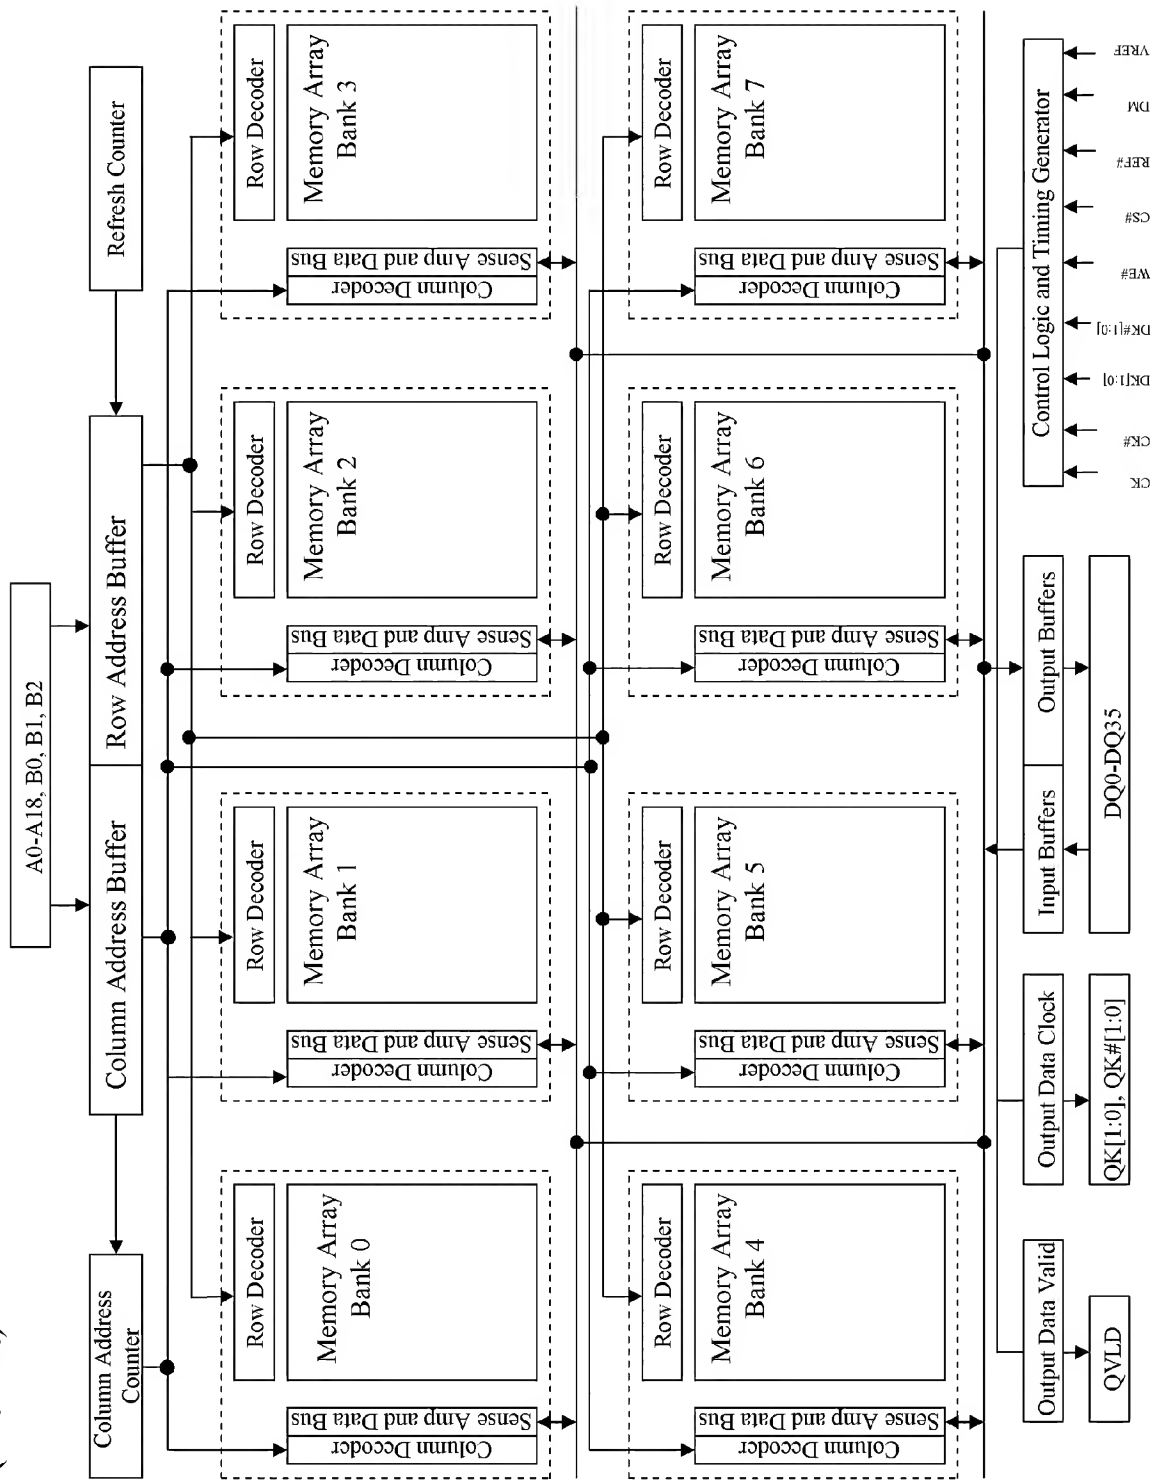 A0-A18, B0, B1, B2
Column Address
Counter
Column Address Buffer
Row Address Buffer
Refresh Counter
Row Decoder
Memory Array
Bank 0
Column Decoder
Sense Amp and Data Bus
Row Decoder
Memory Array
Bank 1
Column Decoder
Sense Amp and Data Bus
Row Decoder
Memory Array
Bank 2
Column Decoder
Sense Amp and Data Bus
Row Decoder
Memory Array
Bank 3
Column Decoder
Sense Amp and Data Bus
Row Decoder
Memory Array
Bank 4
Column Decoder
Sense Amp and Data Bus
Row Decoder
Memory Array
Bank 5
Column Decoder
Sense Amp and Data Bus
Row Decoder
Memory Array
Bank 6
Column Decoder
Sense Amp and Data Bus
Row Decoder
Memory Array
Bank 7
Column Decoder
Sense Amp and Data Bus
Output Data Valid
QVLD
Output Data Clock
QK[1:0], QK#[1:0]
Input Buffers
Output Buffers
DQ0-DQ35
Control Logic and Timing Generator
CK
CK#
DK[1:0]
DK#[1:0]
WE#
CS#
REF#
DM
VREF